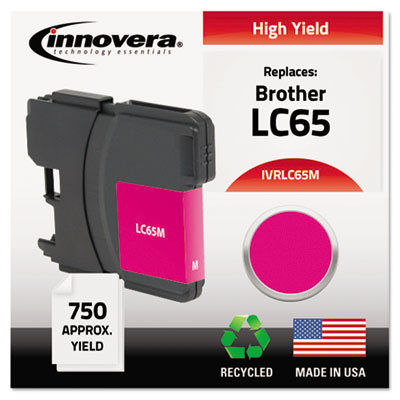 innovera
technology essentials
High Yield
Replaces:
Brother
LC65
IVRLC65M
LC65M
M
750
APPROX.
YIELD
RECYCLED
MADE IN USA